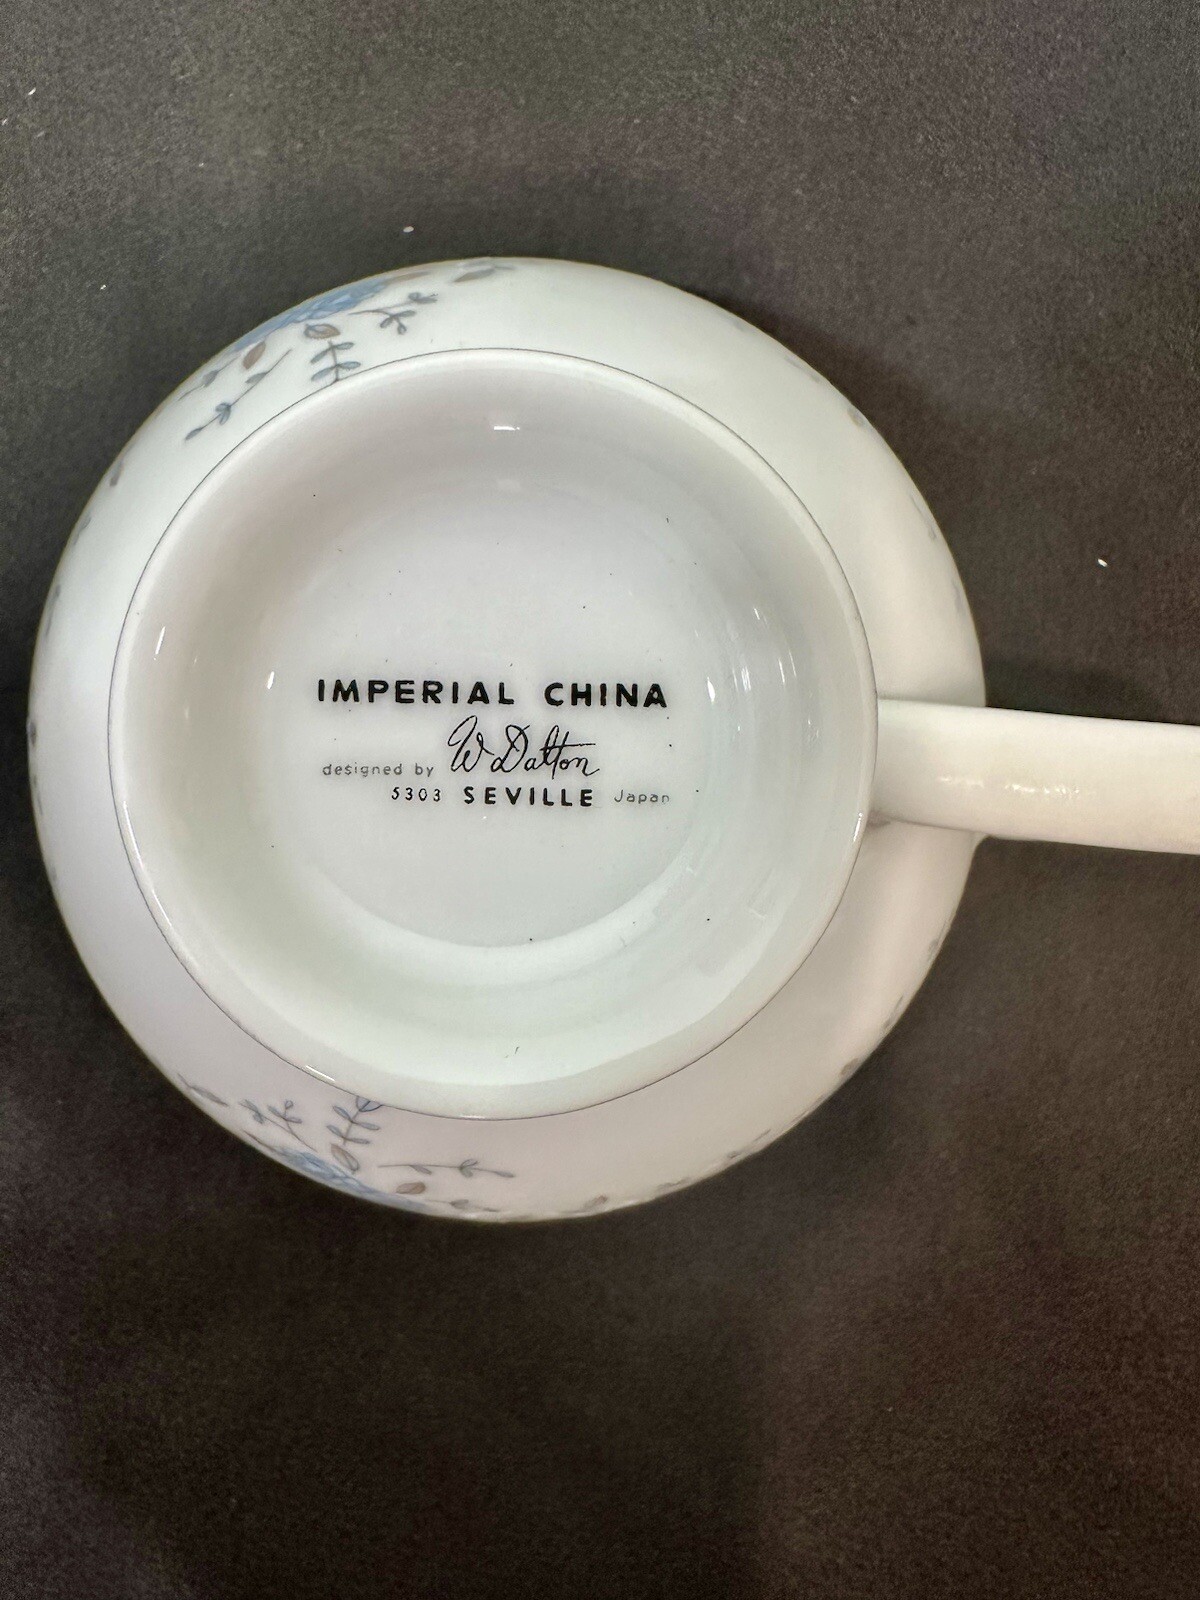 IMPERIAL CHINA
designed by W Dalton
5303 SEVILLE Japan